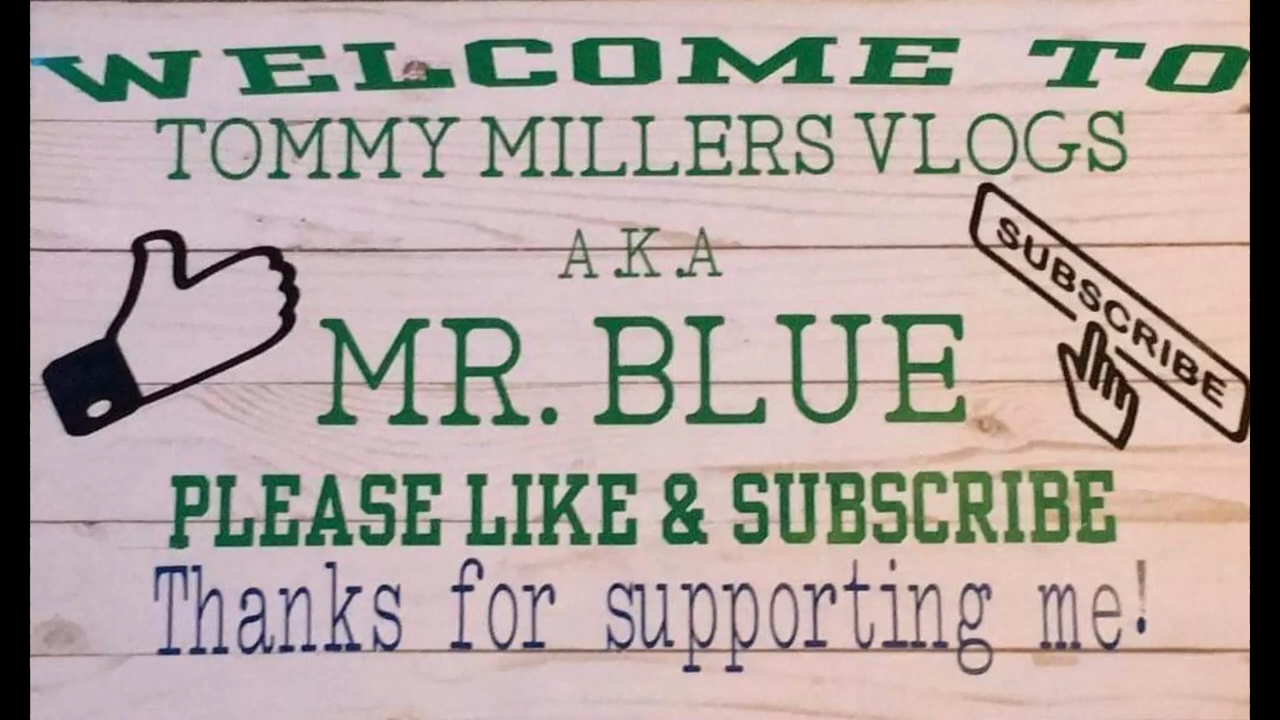 WELCOME TO
TOMMY MILLERS VLOGS
A.K.A
MR. BLUE
SUBSCRIBE
PLEASE LIKE & SUBSCRIBE
Thanks for supporting me!